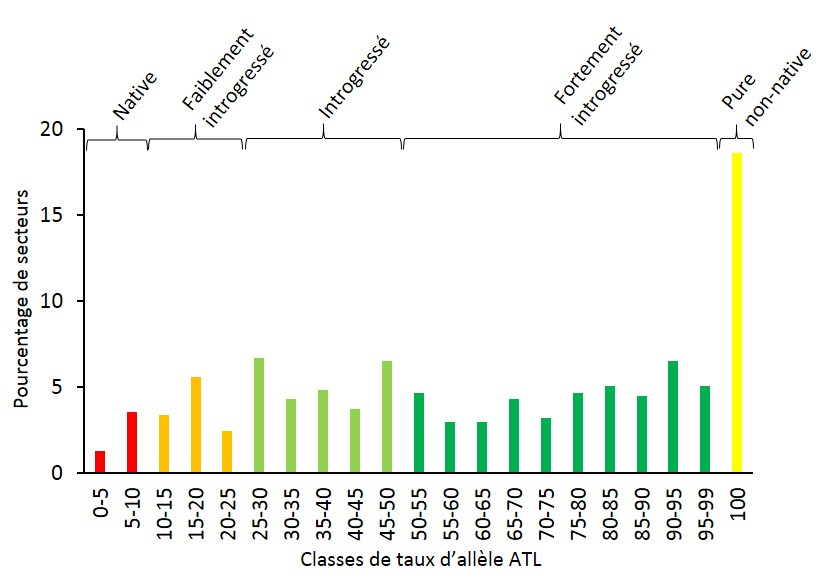 Native
Faiblement
introgressé
Introgressé
Fortement
introgressé
Pure
non-native
Pourcentage de secteurs
20
15
10
5
0
0-5
5-10
10-15
15-20
20-25
25-30
30-35
35-40
40-45
45-50
50-55
55-60
60-65
65-70
70-75
75-80
80-85
85-90
90-95
95-99
100
Classes de taux d'allèle ATL